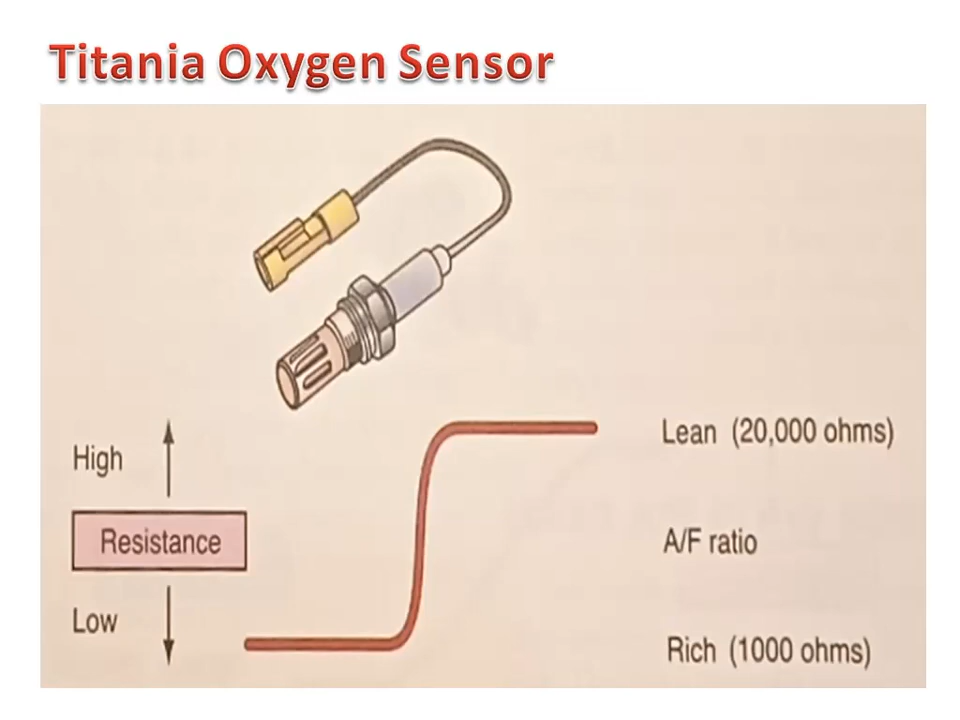 Titania Oxygen Sensor
High
Lean (20,000 ohms)
Resistance
A/F ratio
Low
Rich (1000 ohms)